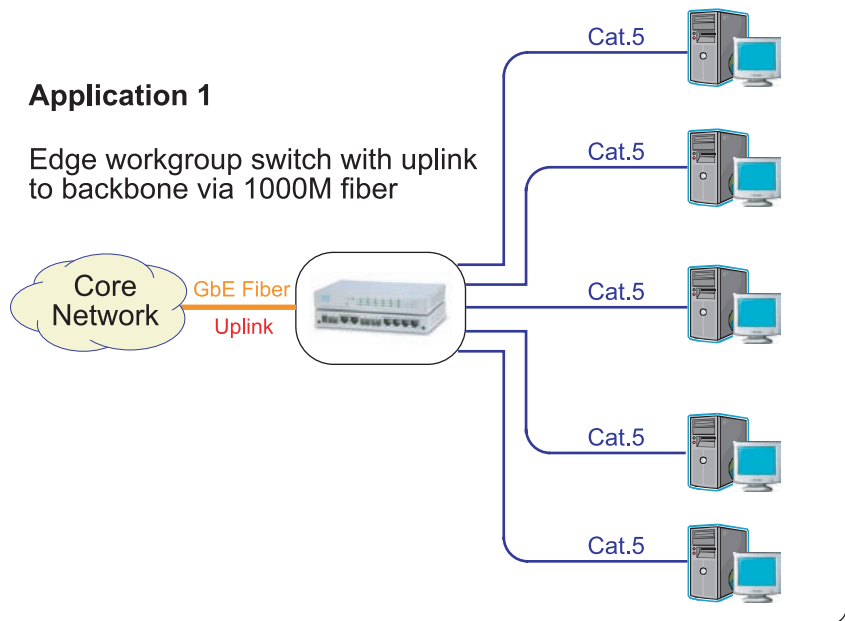 Application 1
Edge workgroup switch with uplink
to backbone via 1000M fiber
Core
Network
GbE Fiber
Uplink
Cat.5
Cat.5
Cat.5
Cat.5
Cat.5